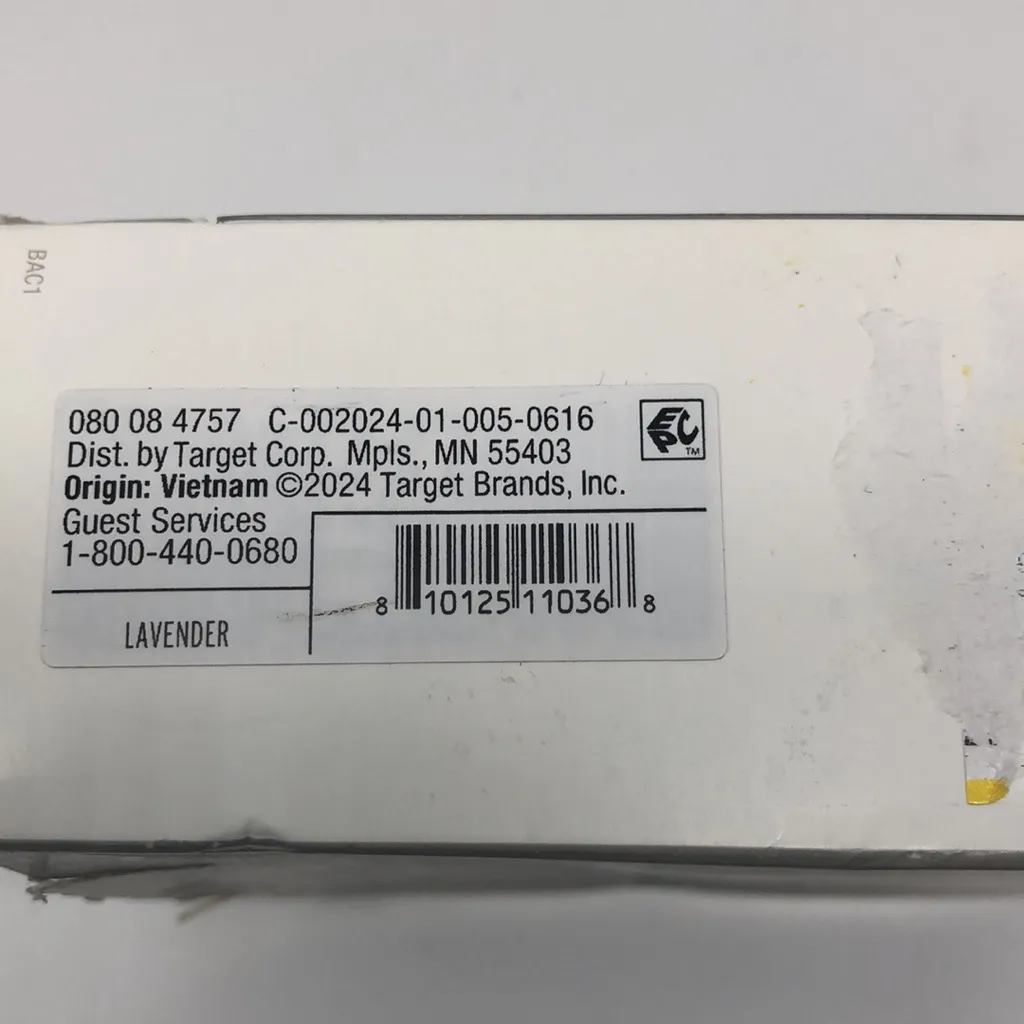 BAC1
080 08 4757 C-002024-01-005-0616
Dist. by Target Corp. Mpls., MN 55403
Origin: Vietnam ©2024 Target Brands, Inc.
Guest Services
1-800-440-0680
LAVENDER
8 10125 11036 8
EPC
TM